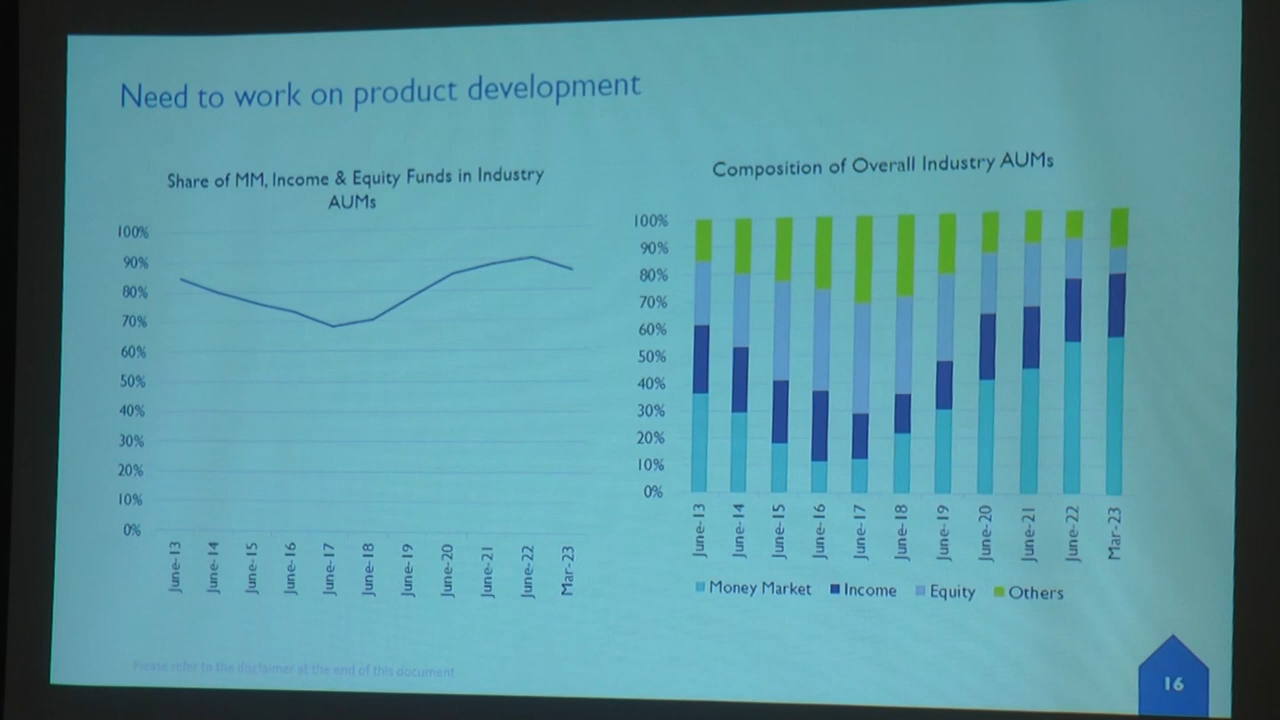 Need to work on product development
Share of MM, Income & Equity Funds in Industry
AUMs
100%
90%
80%
70%
60%
50%
40%
30%
20%
10%
0%
June-13
June-14
June-15
June-16
June-17
June-18
June-19
June-20
June-21
June-22
Mar-23
Composition of Overall Industry AUMs
100%
90%
80%
70%
60%
50%
40%
30%
20%
10%
0%
June-13
June-14
June-15
June-16
June-17
June-18
June-19
June-20
June-21
June-22
Mar-23
Money Market
Income
Equity
Others
Please refer to the disclaimer at the end of this document
16